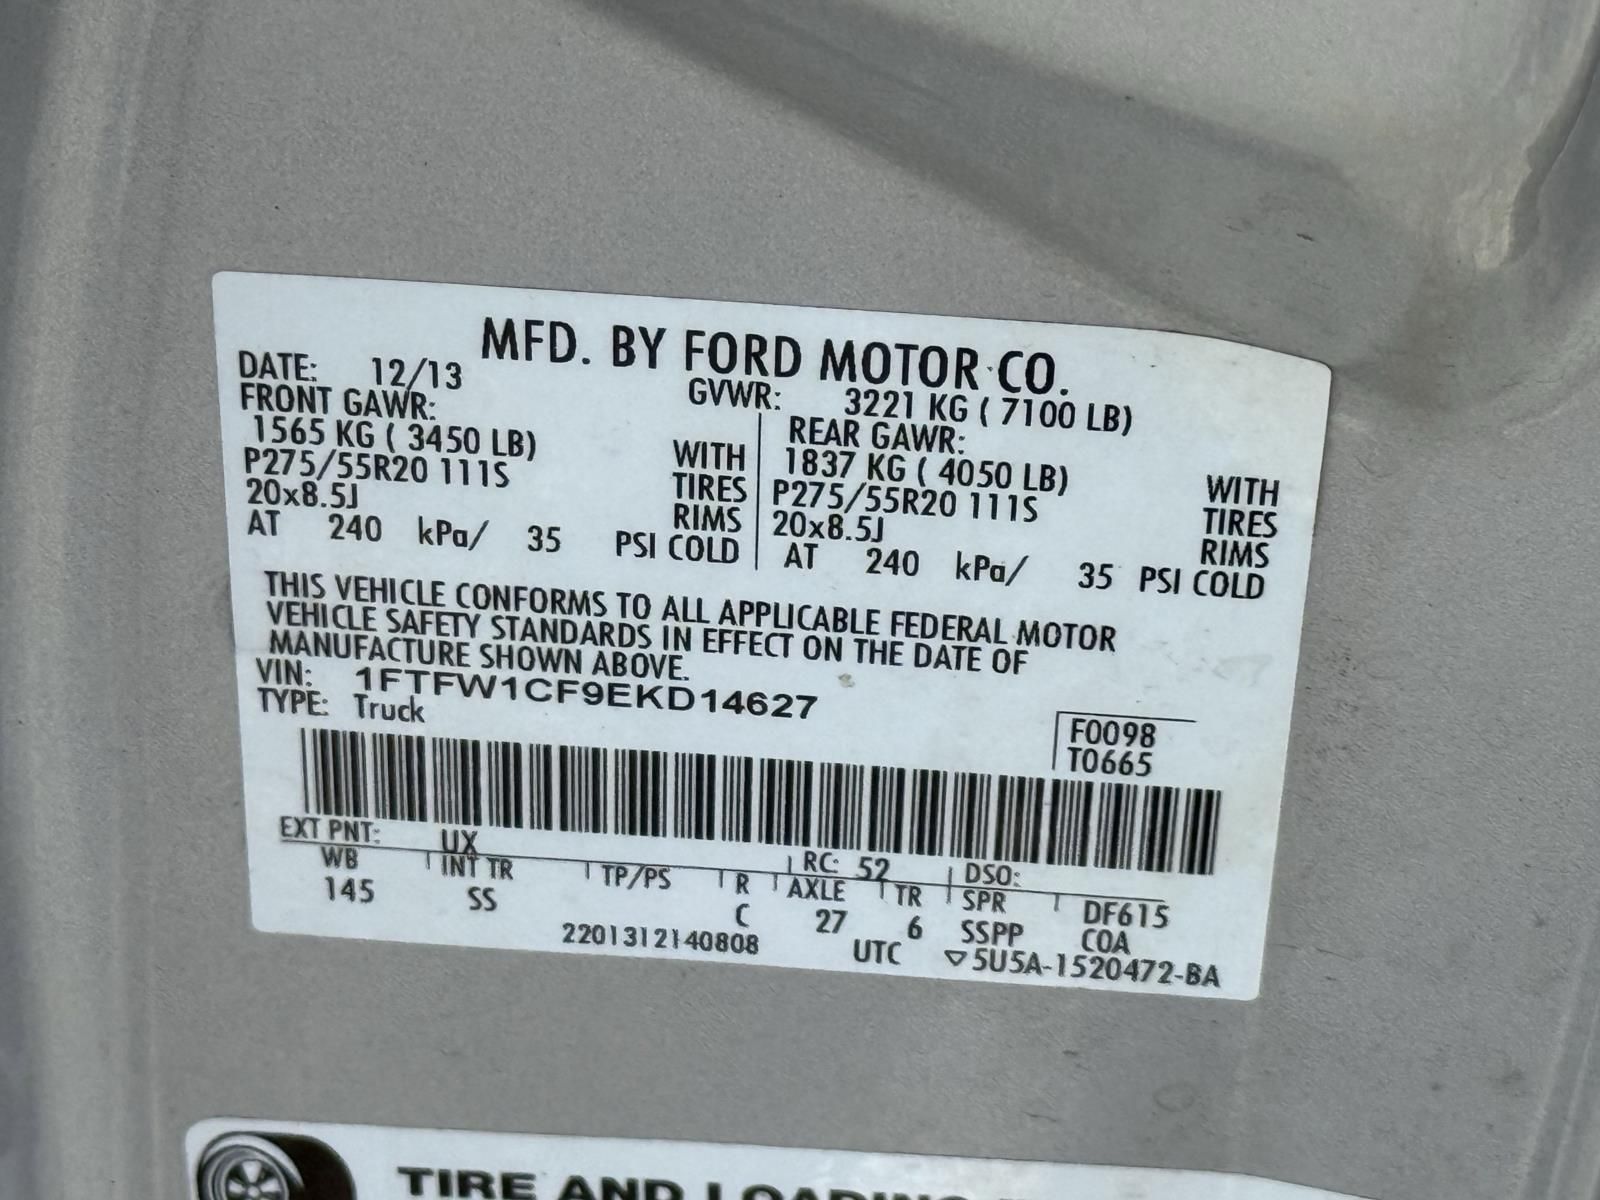 MFD. BY FORD MOTOR CO.
DATE: 12/13 GVWR: 3221 KG ( 7100 LB)
FRONT GAWR: REAR GAWR:
1565 KG ( 3450 LB) WITH 1837 KG ( 4050 LB) WITH
P275/55R20 111S TIRES P275/55R20 111S TIRES
20x8.5J RIMS 20x8.5J RIMS
AT 240 kPa/ 35 PSI COLD AT 240 kPa/ 35 PSI COLD
THIS VEHICLE CONFORMS TO ALL APPLICABLE FEDERAL MOTOR
VEHICLE SAFETY STANDARDS IN EFFECT ON THE DATE OF
MANUFACTURE SHOWN ABOVE.
VIN: 1FTFW1CF9EKD14627
TYPE: Truck
F0098
T0665
EXT PNT: UX RC: 52 DSO:
WB INT TR TP/PS R AXLE TR SPR DF615
145 SS C 27 6 SSPP COA
2201312140808 UTC ▽5U5A-1520472-BA
TIRE AND LOADING